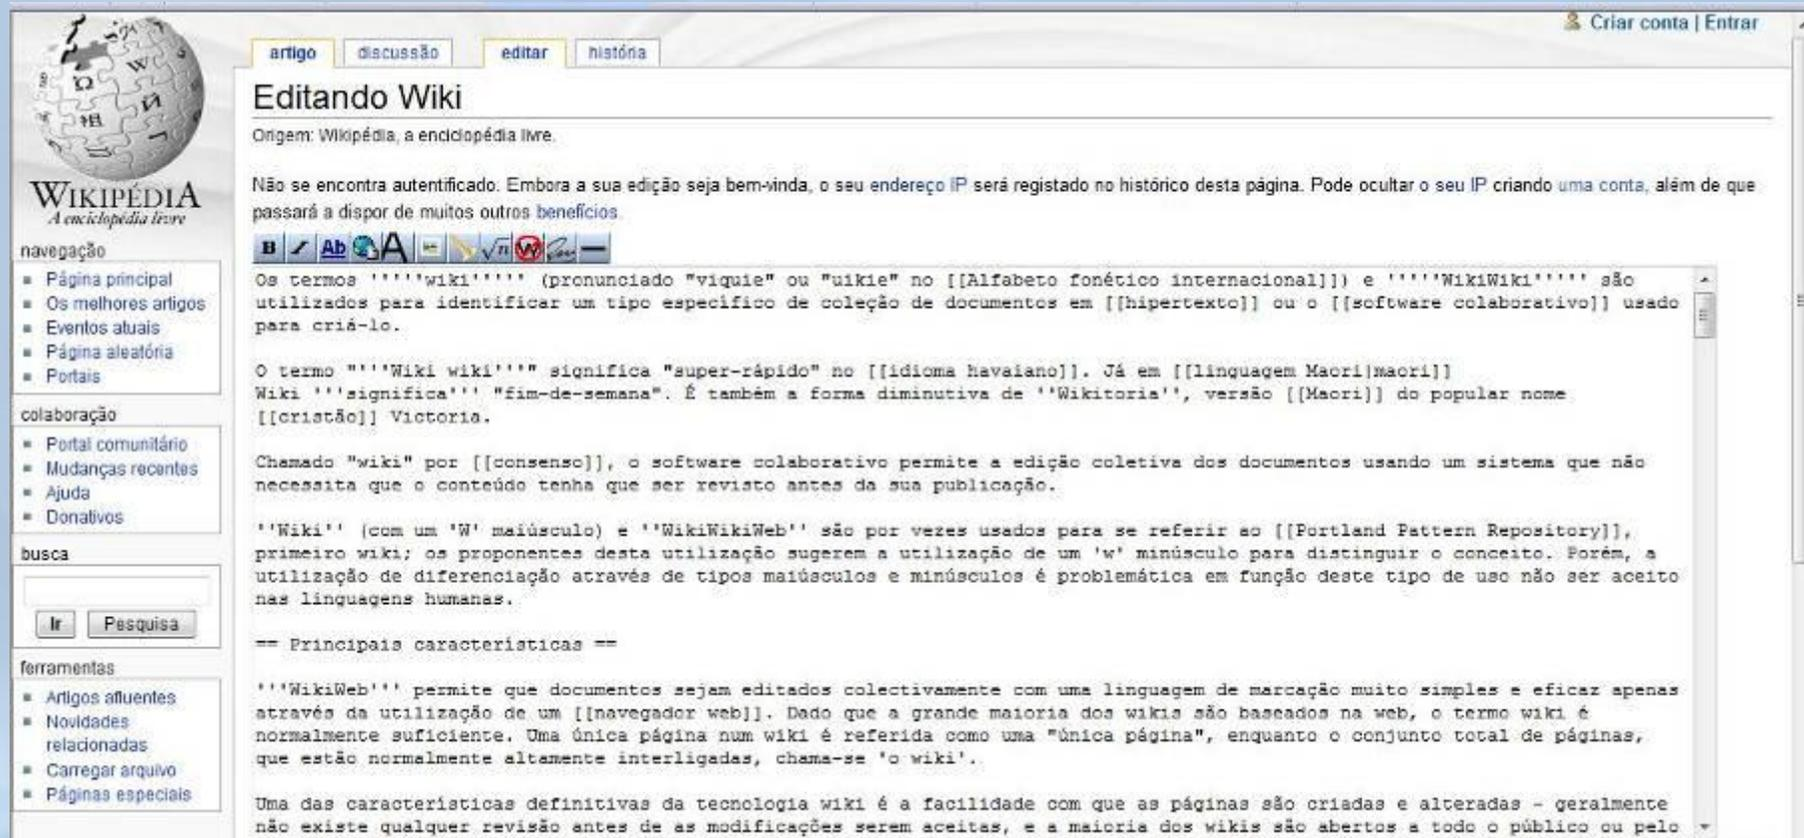 Criar conta | Entrar
artigo discussão editar história
Editando Wiki
Origem: Wikipédia, a enciclopédia livre.
Não se encontra autentificado. Embora a sua edição seja bem-vinda, o seu endereço IP será registado no histórico desta página. Pode ocultar o seu IP criando uma conta, além de que
passará a dispor de muitos outros benefícios.
WIKIPÉDIA
A enciclopédia livre
navegação
Página principal
Os melhores artigos
Eventos atuais
Página aleatória
Portais
colaboração
Portal comunitário
Mudanças recentes
Ajuda
Donativos
busca
Ir Pesquisa
ferramentas
Artigos afluentes
Novidades
relacionadas
Carregar arquivo
Páginas especiais
B I Ab A √n W
Os termos '''''wiki''''' (pronunciado "viquie" ou "uikie" no [[Alfabeto fonético internacional]]) e '''''WikiWiki''''' são
utilizados para identificar um tipo específico de coleção de documentos em [[hipertexto]] ou o [[software colaborativo]] usado
para criá-lo.
O termo "'''Wiki wiki'''" significa "super-rápido" no [[idioma havaiano]]. Já em [[linguagem Maori|maori]]
Wiki '''significa''' "fim-de-semana". É também a forma diminutiva de ''Wikitoria'', versão [[Maori]] do popular nome
[[cristão]] Victoria.
Chamado "wiki" por [[consenso]], o software colaborativo permite a edição coletiva dos documentos usando um sistema que não
necessita que o conteúdo tenha que ser revisto antes da sua publicação.
''Wiki'' (com um 'W' maiúsculo) e ''WikiWikiWeb'' são por vezes usados para se referir ao [[Portland Pattern Repository]],
primeiro wiki; os proponentes desta utilização sugerem a utilização de um 'w' minúsculo para distinguir o conceito. Porém, a
utilização de diferenciação através de tipos maiúsculos e minúsculos é problemática em função deste tipo de uso não ser aceito
nas linguagens humanas.
== Principais características ==
'''WikiWeb''' permite que documentos sejam editados colectivamente com uma linguagem de marcação muito simples e eficaz apenas
através da utilização de um [[navegador web]]. Dado que a grande maioria dos wikis são baseados na web, o termo wiki é
normalmente suficiente. Uma única página num wiki é referida como uma "única página", enquanto o conjunto total de páginas,
que estão normalmente altamente interligadas, chama-se 'o wiki'.
Uma das características definitivas da tecnologia wiki é a facilidade com que as páginas são criadas e alteradas - geralmente
não existe qualquer revisão antes de as modificações serem aceitas, e a maioria dos wikis são abertos a todo o público ou pelo